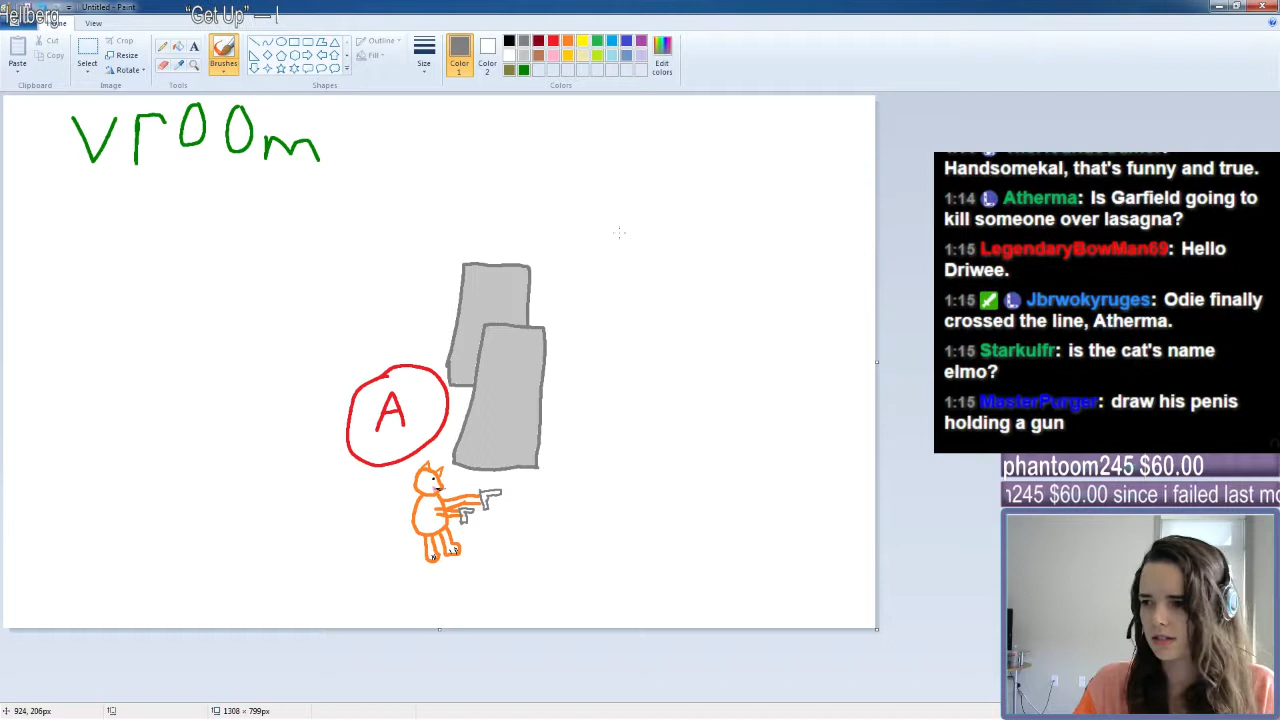 Hellberg "Get Up" — I
Untitled - Paint
Home View
Paste
Cut
Copy
Clipboard
Select
Crop
Resize
Rotate
Image
A
Tools
Brushes
Shapes
Outline
Fill
Size
Color 1
Color 2
Edit colors
Colors
vroom
A
Handsomekal, that's funny and true.
1:14 Atherma: Is Garfield going to
kill someone over lasagna?
1:15 LegendaryBowMan69: Hello
Driwee.
1:15 Jbrwokyruges: Odie finally
crossed the line, Atherma.
1:15 Starkulfr: is the cat's name
elmo?
1:15 MasterPurger: draw his penis
holding a gun
phantoom245 $60.00
n245 $60.00 since i failed last mo
924, 206px
1308 × 799px